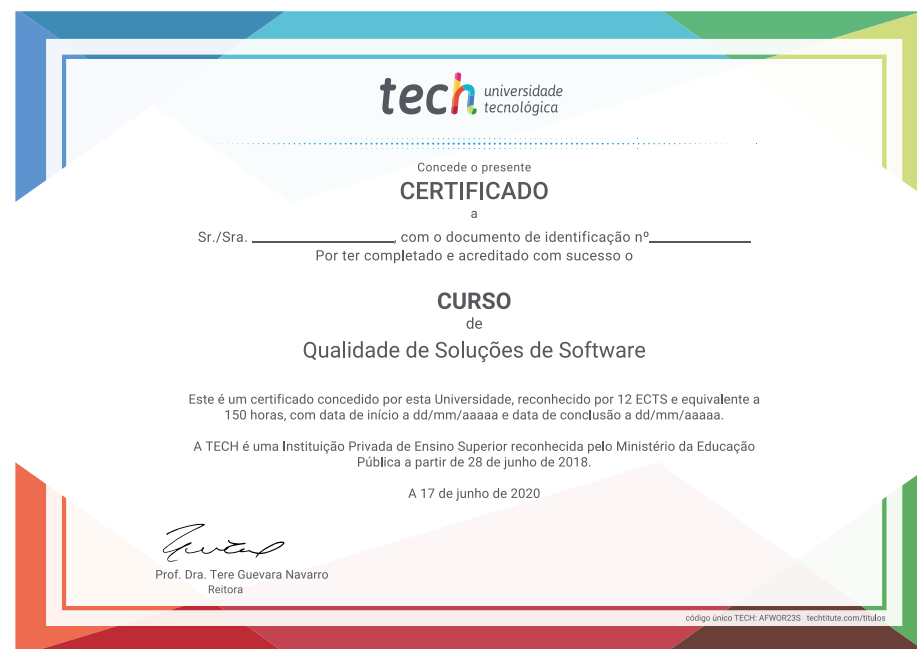 tech universidade
tecnológica
Concede o presente
CERTIFICADO
a
Sr./Sra. ____________________, com o documento de identificação nº______________
Por ter completado e acreditado com sucesso o
CURSO
de
Qualidade de Soluções de Software
Este é um certificado concedido por esta Universidade, reconhecido por 12 ECTS e equivalente a
150 horas, com data de início a dd/mm/aaaaa e data de conclusão a dd/mm/aaaaa.
A TECH é uma Instituição Privada de Ensino Superior reconhecida pelo Ministério da Educação
Pública a partir de 28 de junho de 2018.
A 17 de junho de 2020
Prof. Dra. Tere Guevara Navarro
Reitora
código único TECH: AFWOR23S techtitute.com/titulos